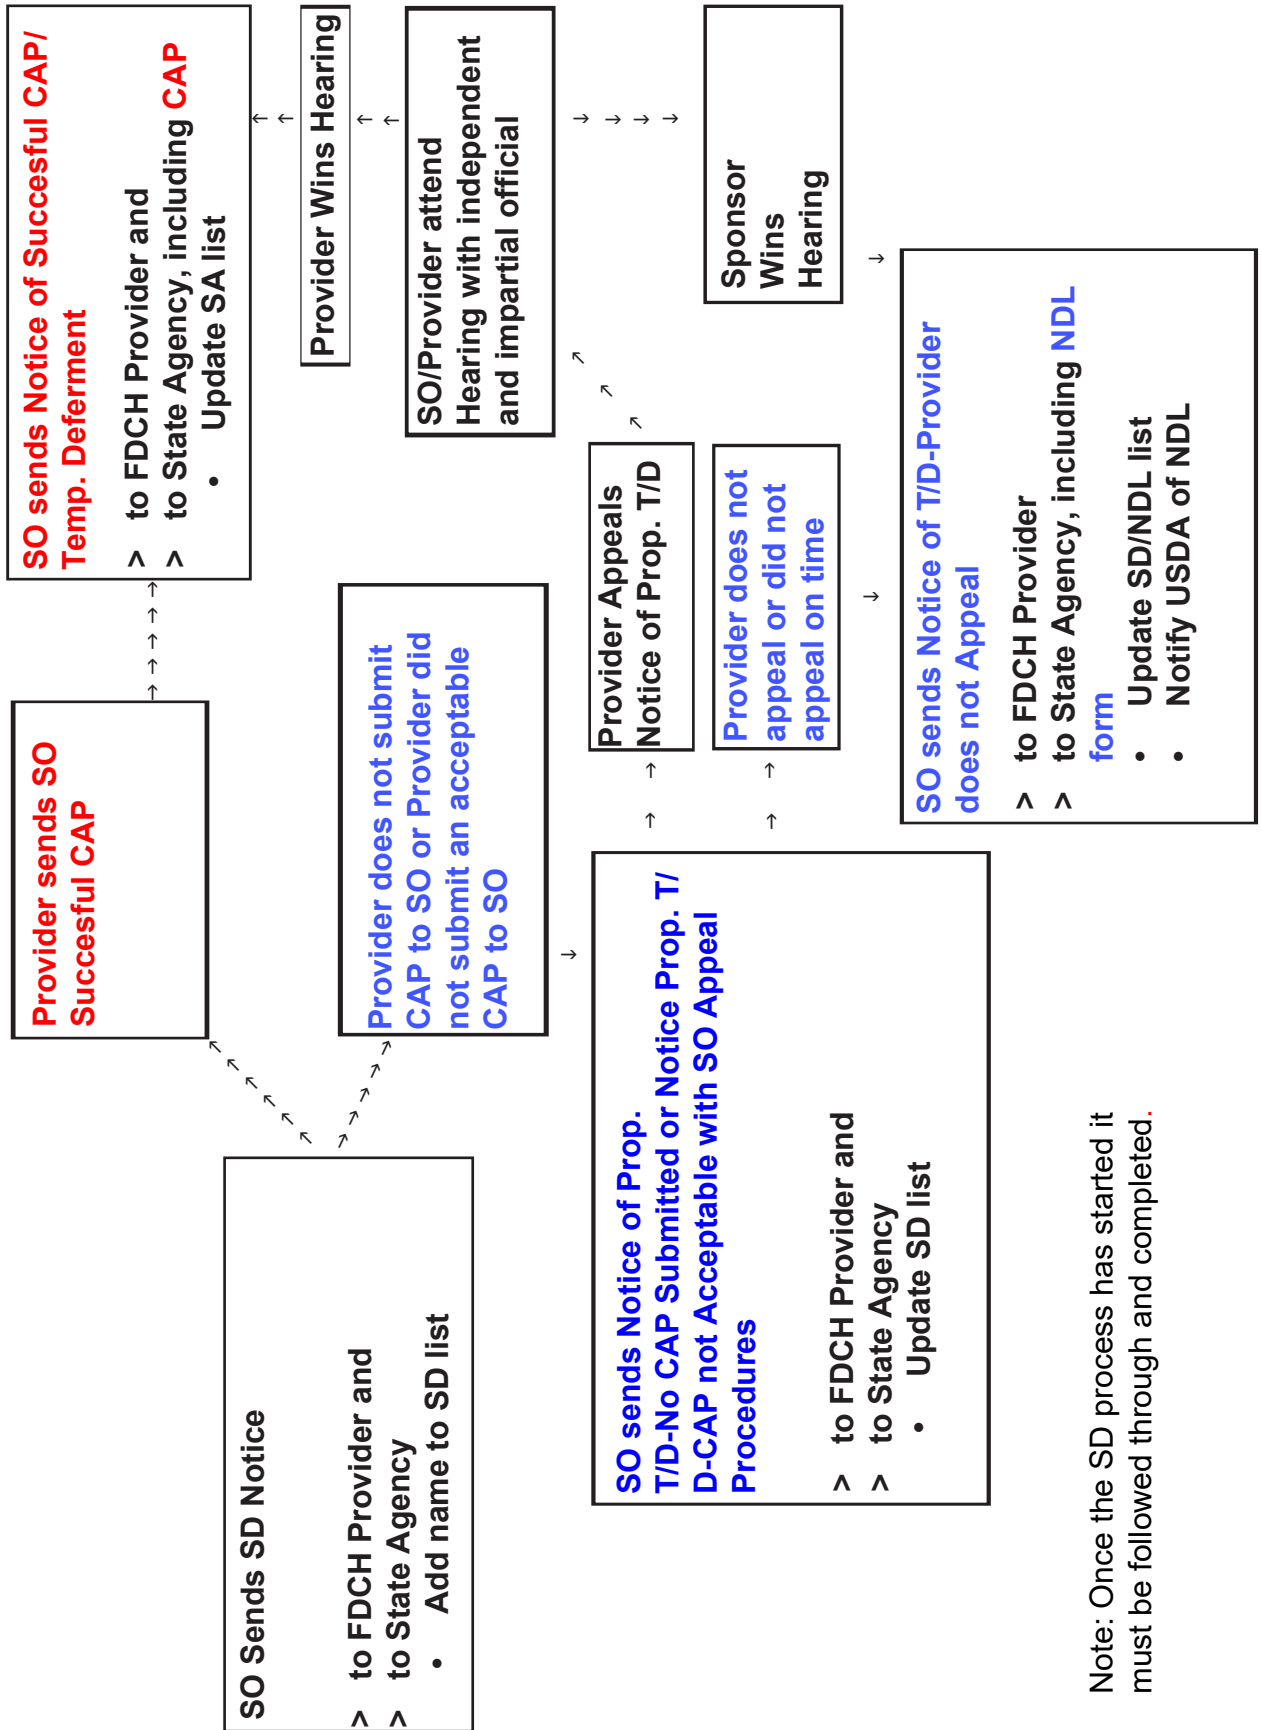 SO Sends SD Notice
> to FDCH Provider and
> to State Agency
• Add name to SD list
Provider sends SO
Succesful CAP
SO sends Notice of Succesful CAP/
Temp. Deferment
> to FDCH Provider and
> to State Agency, including CAP
• Update SA list
Provider Wins Hearing
Provider does not submit
CAP to SO or Provider did
not submit an acceptable
CAP to SO
SO/Provider attend
Hearing with independent
and impartial official
SO sends Notice of Prop.
T/D-No CAP Submitted or Notice Prop. T/
D-CAP not Acceptable with SO Appeal
Procedures
> to FDCH Provider and
> to State Agency
• Update SD list
Provider Appeals
Notice of Prop. T/D
Provider does not
appeal or did not
appeal on time
Sponsor
Wins
Hearing
SO sends Notice of T/D-Provider
does not Appeal
> to FDCH Provider
> to State Agency, including NDL
form
• Update SD/NDL list
• Notify USDA of NDL
Note: Once the SD process has started it
must be followed through and completed.